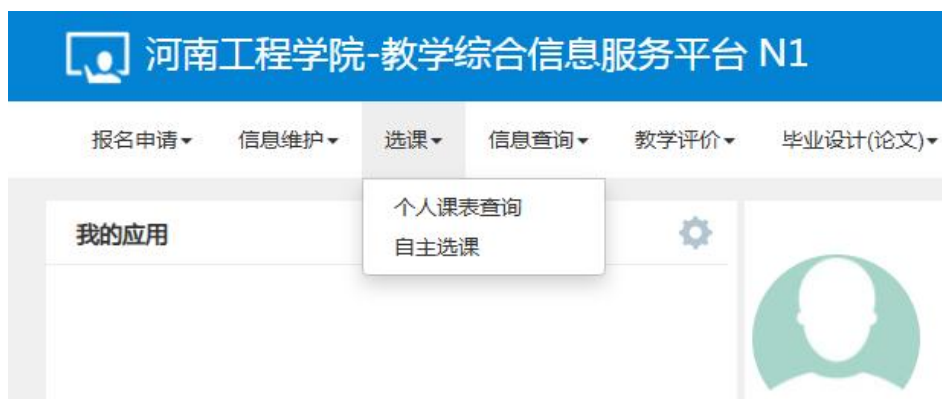 河南工程学院-教学综合信息服务平台 N1
报名申请 信息维护 选课 信息查询 教学评价 毕业设计(论文)
个人课表查询
我的应用
自主选课